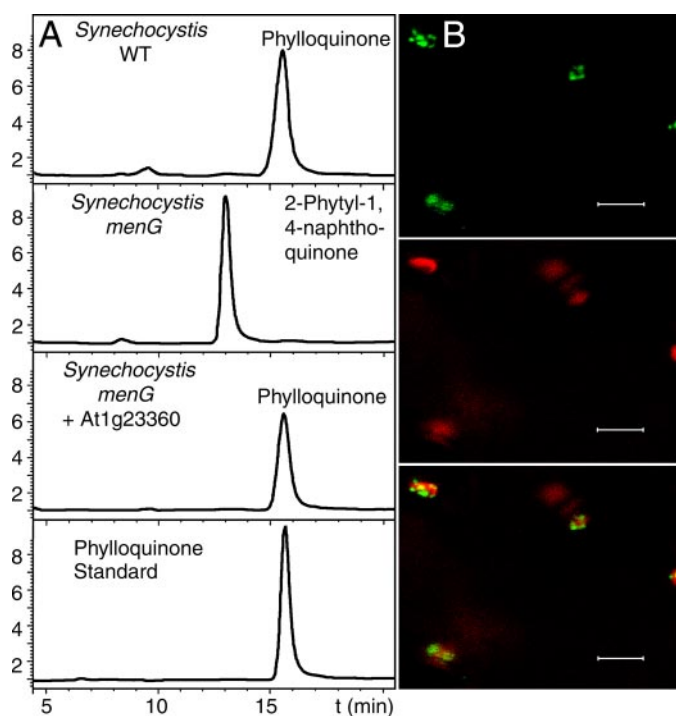 A
Synechocystis
WT
Phylloquinone
8
6
4
2
Synechocystis
menG
2-Phytyl-1,
4-naphtho-
quinone
8
6
4
2
Synechocystis
menG
+ At1g23360
Phylloquinone
8
6
4
2
Phylloquinone
Standard
8
6
4
2
5 10 15 t (min)
B